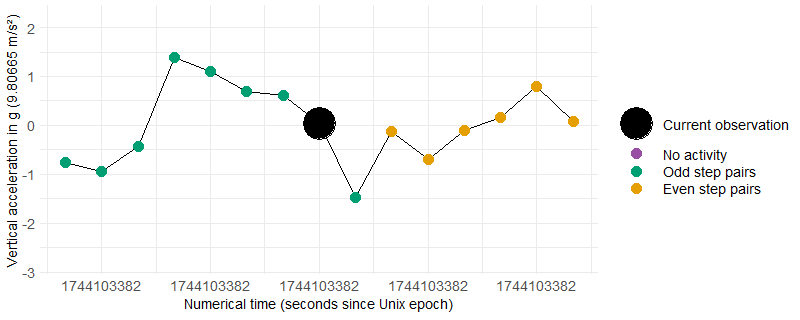 Vertical acceleration in g (9.80665 m/s²)
2
1
0
-1
-2
-3
1744103382 1744103382 1744103382 1744103382 1744103382
Numerical time (seconds since Unix epoch)
Current observation
No activity
Odd step pairs
Even step pairs